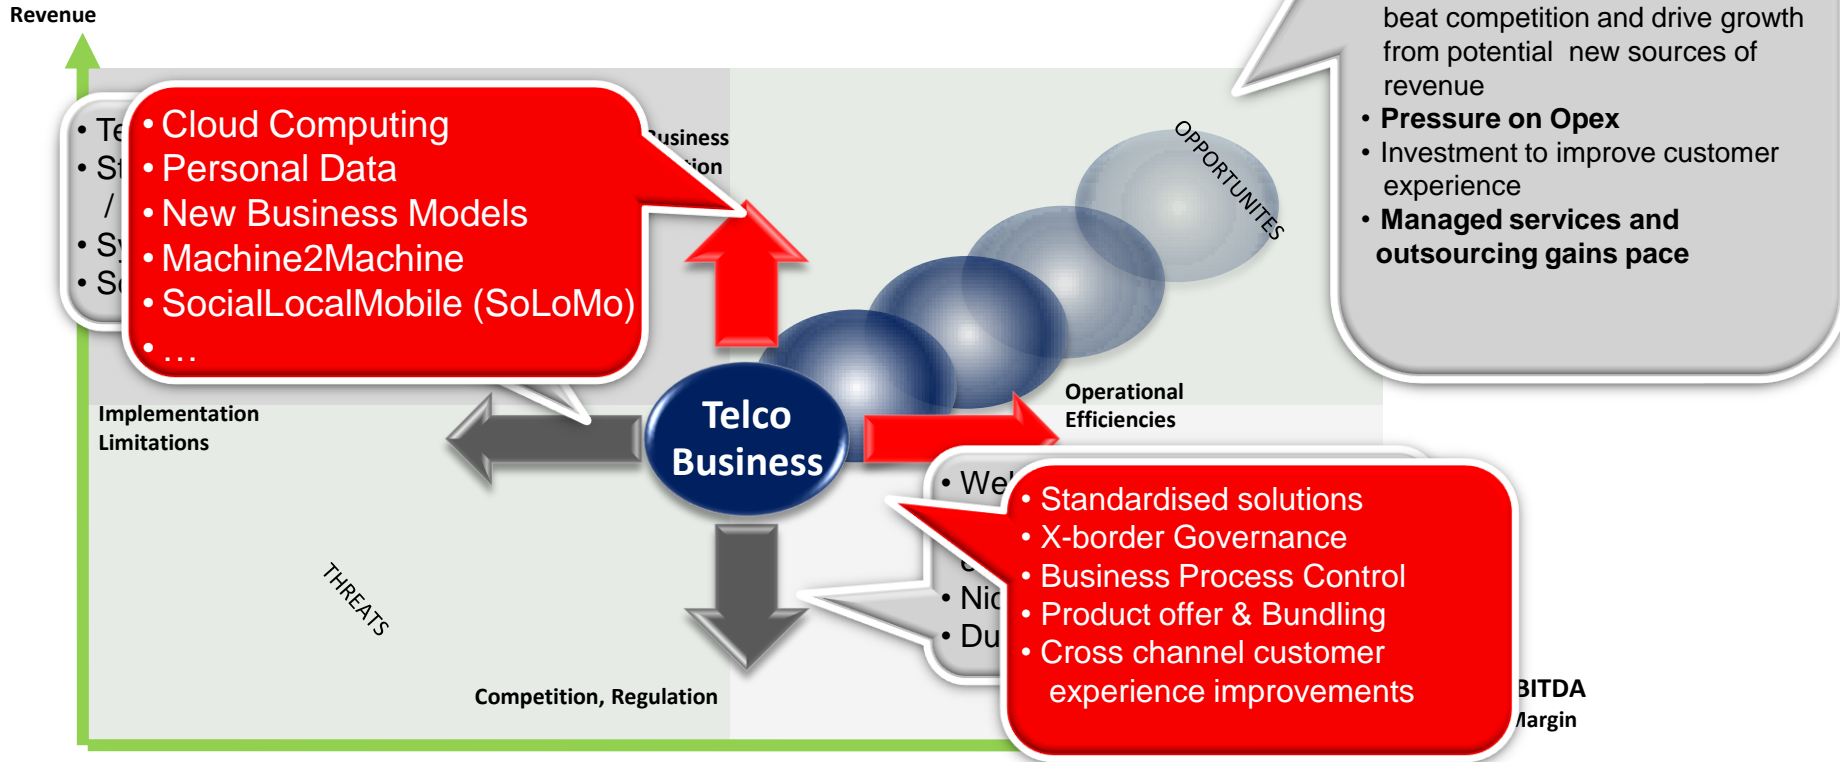 Revenue
beat competition and drive growth
from potential new sources of
revenue
• Pressure on Opex
• Investment to improve customer
experience
• Managed services and
outsourcing gains pace
• Cloud Computing
• Personal Data
• New Business Models
• Machine2Machine
• SocialLocalMobile (SoLoMo)
• …
OPPORTUNITES
Implementation
Limitations
Telco
Business
Operational
Efficiencies
• Standardised solutions
• X-border Governance
• Business Process Control
• Product offer & Bundling
• Cross channel customer
experience improvements
THREATS
Competition, Regulation